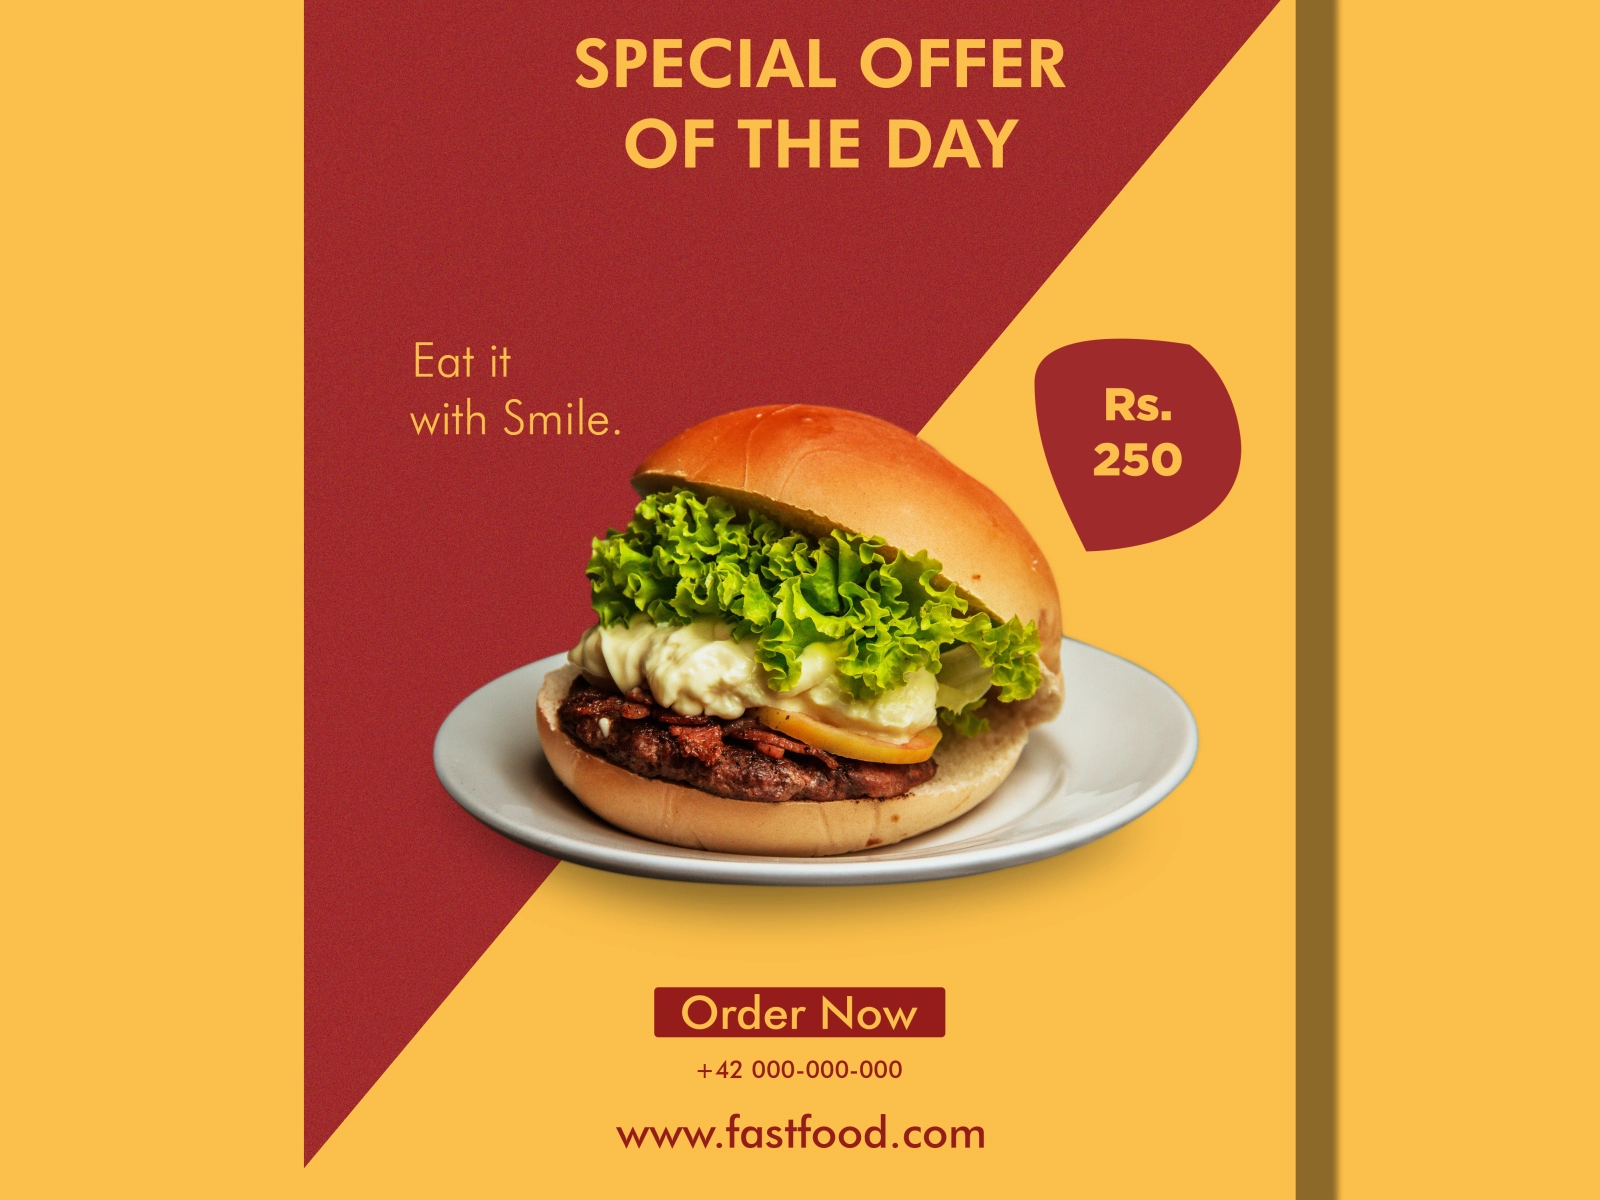 SPECIAL OFFER
OF THE DAY
Eat it
with Smile.
Rs.
250
Order Now
+42 000-000-000
www.fastfood.com